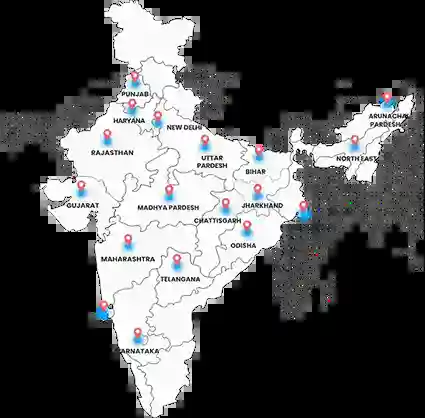 PUNJAB
HARYANA
NEW DELHI
RAJASTHAN
UTTAR
PARDESH
BIHAR
ARUNACHAL
PARDESH
NORTH EAST
GUJARAT
MADHYA PARDESH
JHARKHAND
CHATTISGARH
ODISHA
MAHARASHTRA
TELANGANA
KARNATAKA